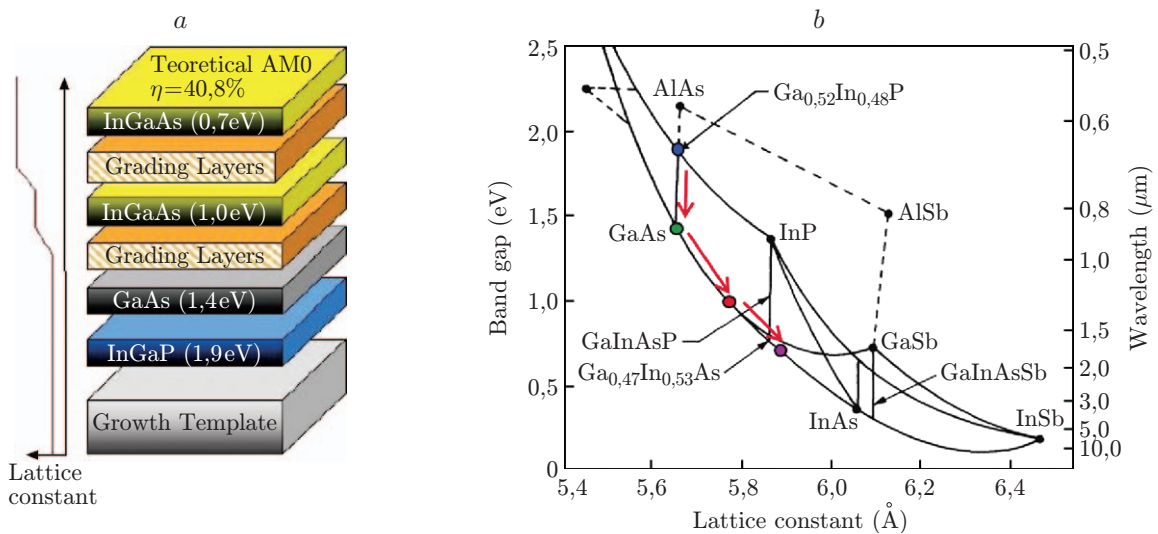 a
Teoretical AM0
η=40,8%
InGaAs (0,7eV)
Grading Layers
InGaAs (1,0eV)
Grading Layers
GaAs (1,4eV)
InGaP (1,9eV)
Growth Template
Lattice
constant
b
Band gap (eV)
2,5
2,0
1,5
1,0
0,5
0
5,4
5,6
5,8
6,0
6,2
6,4
Lattice constant (Å)
0,5
0,6
0,8
1,0
1,5
2,0
3,0
5,0
10,0
Wavelength (μm)
AlAs
Ga0,52In0,48P
AlSb
GaAs
InP
GaInAsP
Ga0,47In0,53As
GaSb
GaInAsSb
InAs
InSb